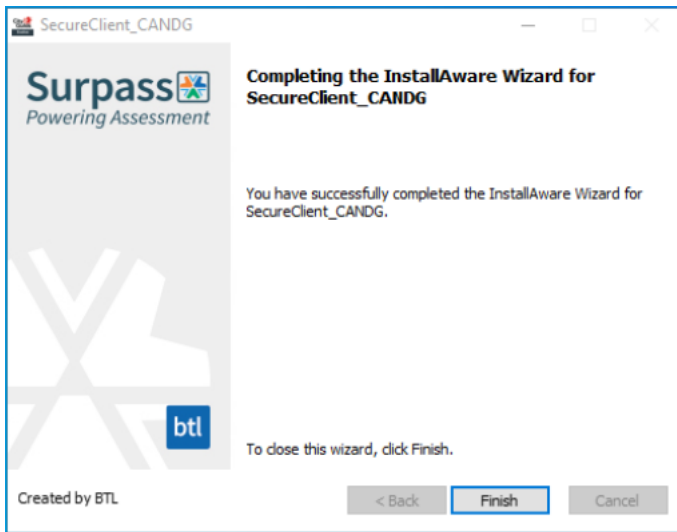 SecureClient_CANDG
Surpass
Powering Assessment
Completing the InstallAware Wizard for
SecureClient_CANDG
You have successfully completed the InstallAware Wizard for
SecureClient_CANDG.
btl
To close this wizard, click Finish.
Created by BTL
< Back
Finish
Cancel